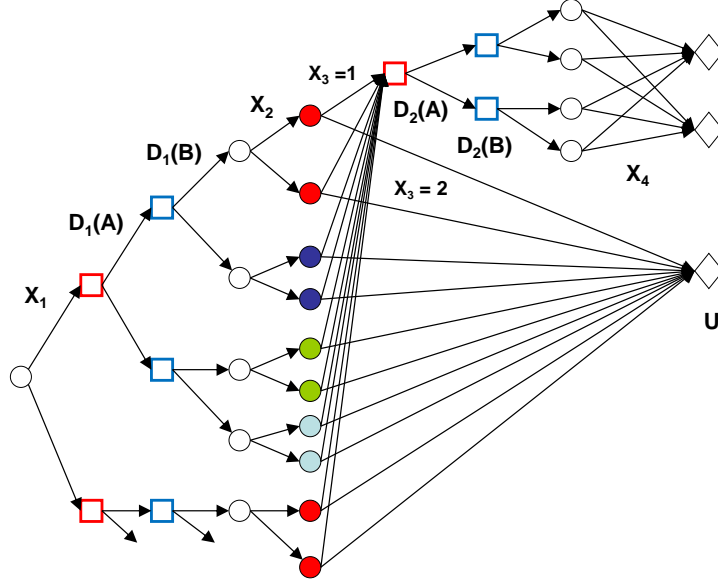 X₃ =1
X₂
D₂(A)
D₁(B)
D₂(B)
X₄
X₃ = 2
D₁(A)
X₁
U